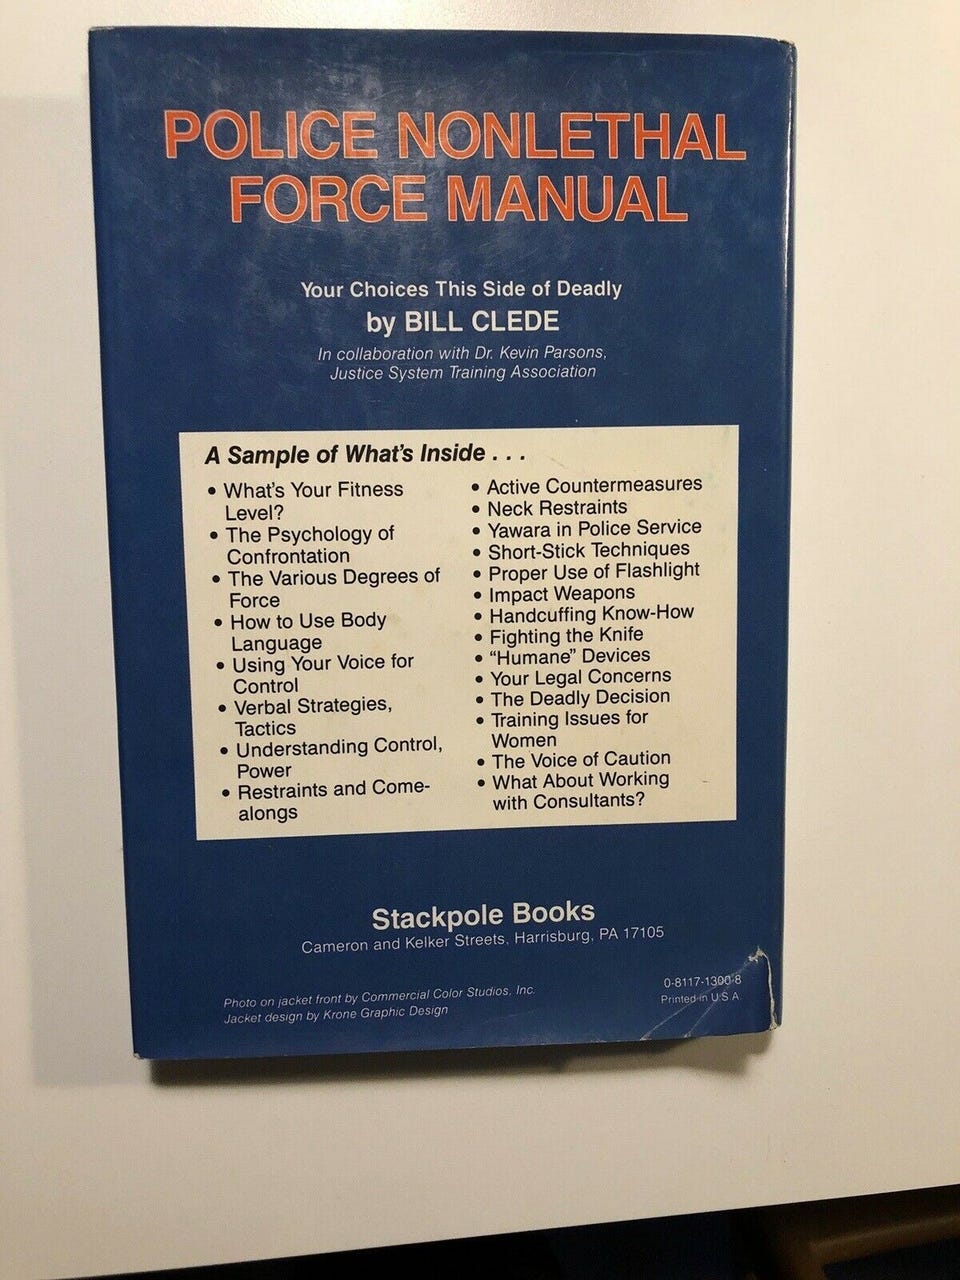 POLICE NONLETHAL
FORCE MANUAL
Your Choices This Side of Deadly
by BILL CLEDE
In collaboration with Dr. Kevin Parsons,
Justice System Training Association
A Sample of What's Inside . . .
• What's Your Fitness
Level?
• The Psychology of
Confrontation
• The Various Degrees of
Force
• How to Use Body
Language
• Using Your Voice for
Control
• Verbal Strategies,
Tactics
• Understanding Control,
Power
• Restraints and Come-
alongs
• Active Countermeasures
• Neck Restraints
• Yawara in Police Service
• Short-Stick Techniques
• Proper Use of Flashlight
• Impact Weapons
• Handcuffing Know-How
• Fighting the Knife
• "Humane" Devices
• Your Legal Concerns
• The Deadly Decision
• Training Issues for
Women
• The Voice of Caution
• What About Working
with Consultants?
Stackpole Books
Cameron and Kelker Streets, Harrisburg, PA 17105
Photo on jacket front by Commercial Color Studios, Inc.
Jacket design by Krone Graphic Design
0-8117-1300-8
Printed in U.S.A